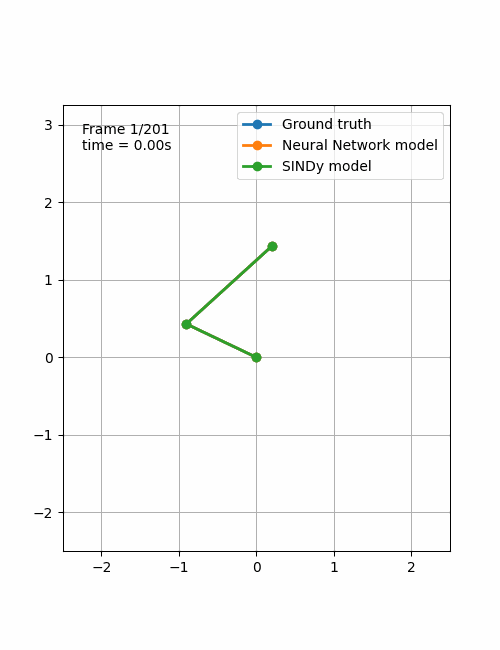 Frame 1/201
time = 0.00s
Ground truth
Neural Network model
SINDy model
3
2
1
0
−1
−2
−2
−1
0
1
2